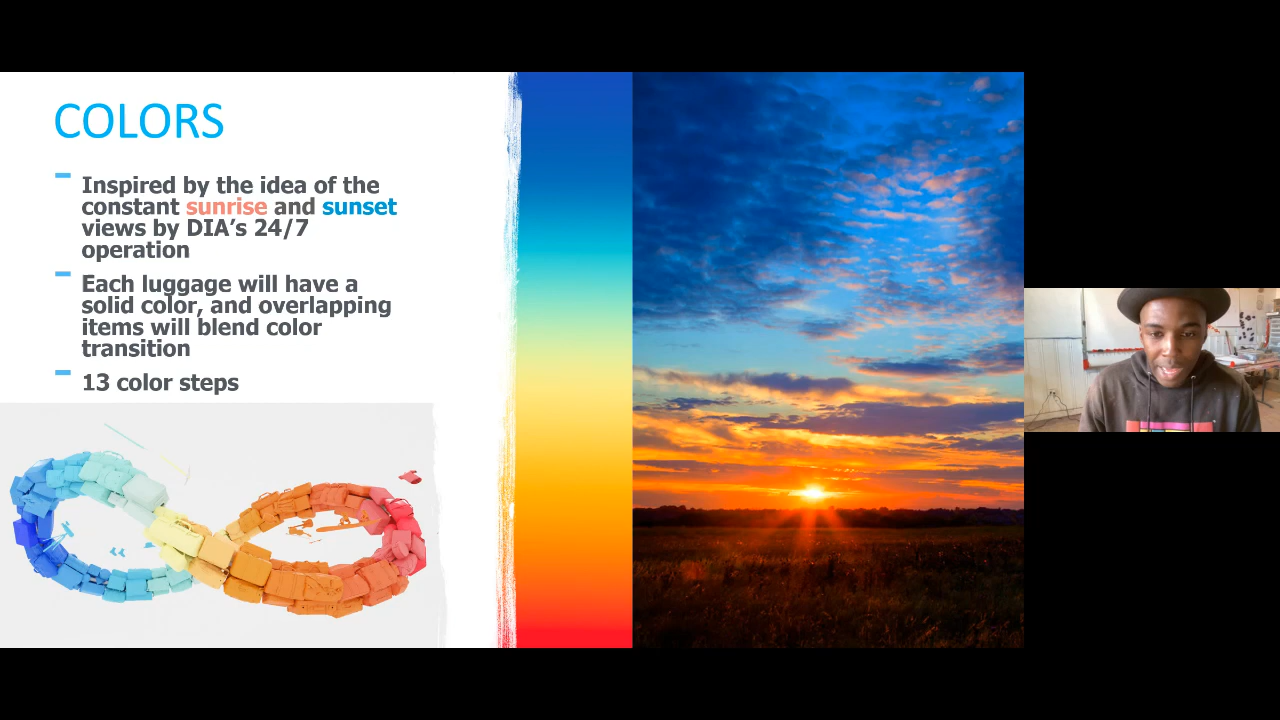 COLORS
- Inspired by the idea of the
constant sunrise and sunset
views by DIA’s 24/7
operation
- Each luggage will have a
solid color, and overlapping
items will blend color
transition
- 13 color steps